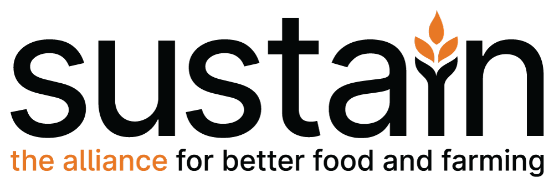 sustain
the alliance for better food and farming